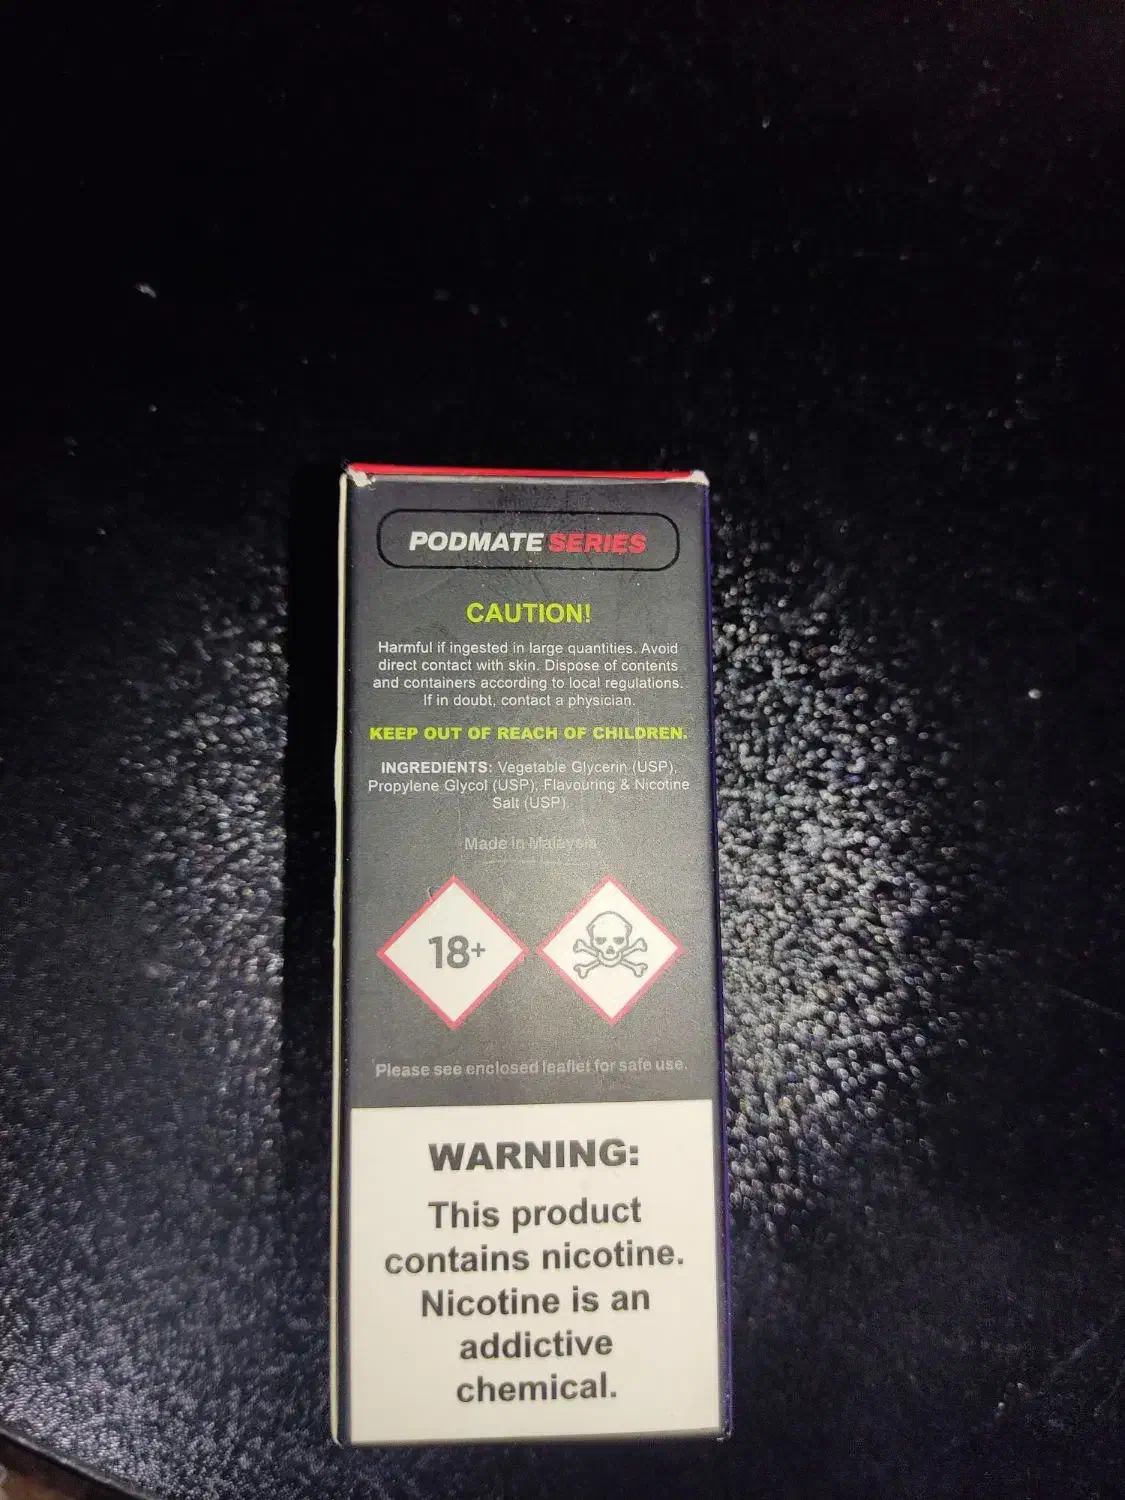 PODMATE SERIES
CAUTION!
Harmful if ingested in large quantities. Avoid
direct contact with skin. Dispose of contents
and containers according to local regulations.
If in doubt, contact a physician.
KEEP OUT OF REACH OF CHILDREN.
INGREDIENTS: Vegetable Glycerin (USP),
Propylene Glycol (USP), Flavouring & Nicotine
Salt (USP)
Made in Malaysia
18+
Please see enclosed leaflet for safe use.
WARNING:
This product
contains nicotine.
Nicotine is an
addictive
chemical.